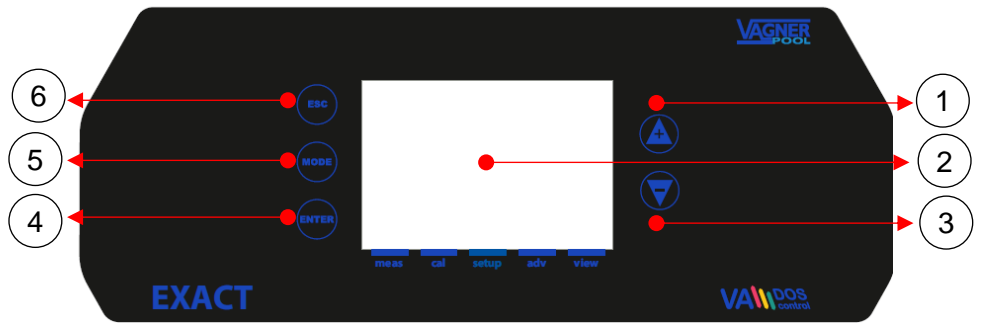 VAGNER
POOL
6
ESC
1
+
5
MODE
2
4
ENTER
-
3
meas cal setup adv view
EXACT
VA DOS
control